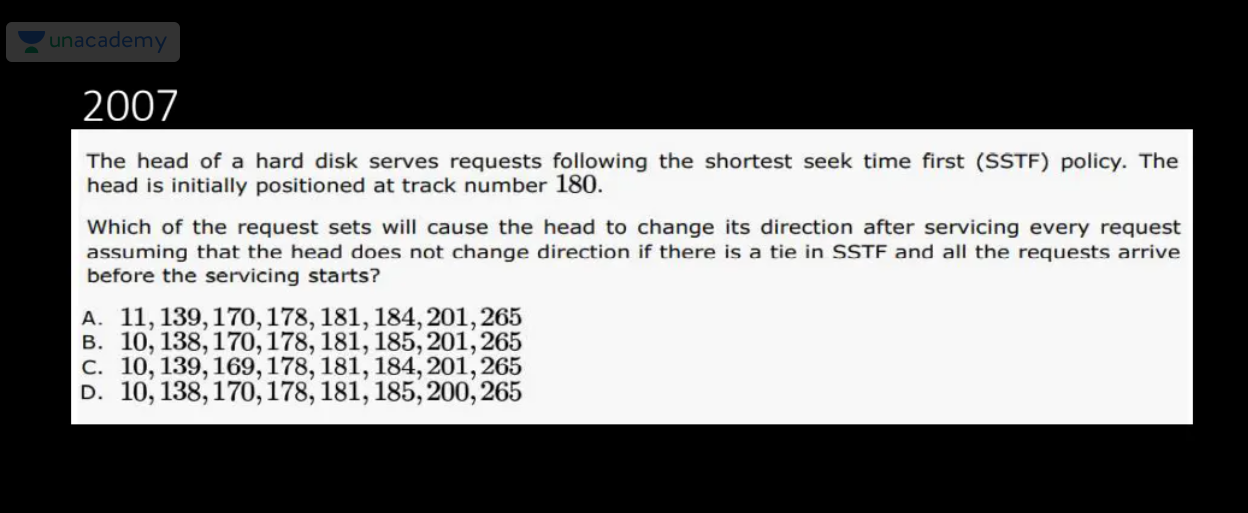 unacademy
2007
The head of a hard disk serves requests following the shortest seek time first (SSTF) policy. The
head is initially positioned at track number 180.
Which of the request sets will cause the head to change its direction after servicing every request
assuming that the head does not change direction if there is a tie in SSTF and all the requests arrive
before the servicing starts?
A. 11, 139, 170, 178, 181, 184, 201, 265
B. 10, 138, 170, 178, 181, 185, 201, 265
C. 10, 139, 169, 178, 181, 184, 201, 265
D. 10, 138, 170, 178, 181, 185, 200, 265